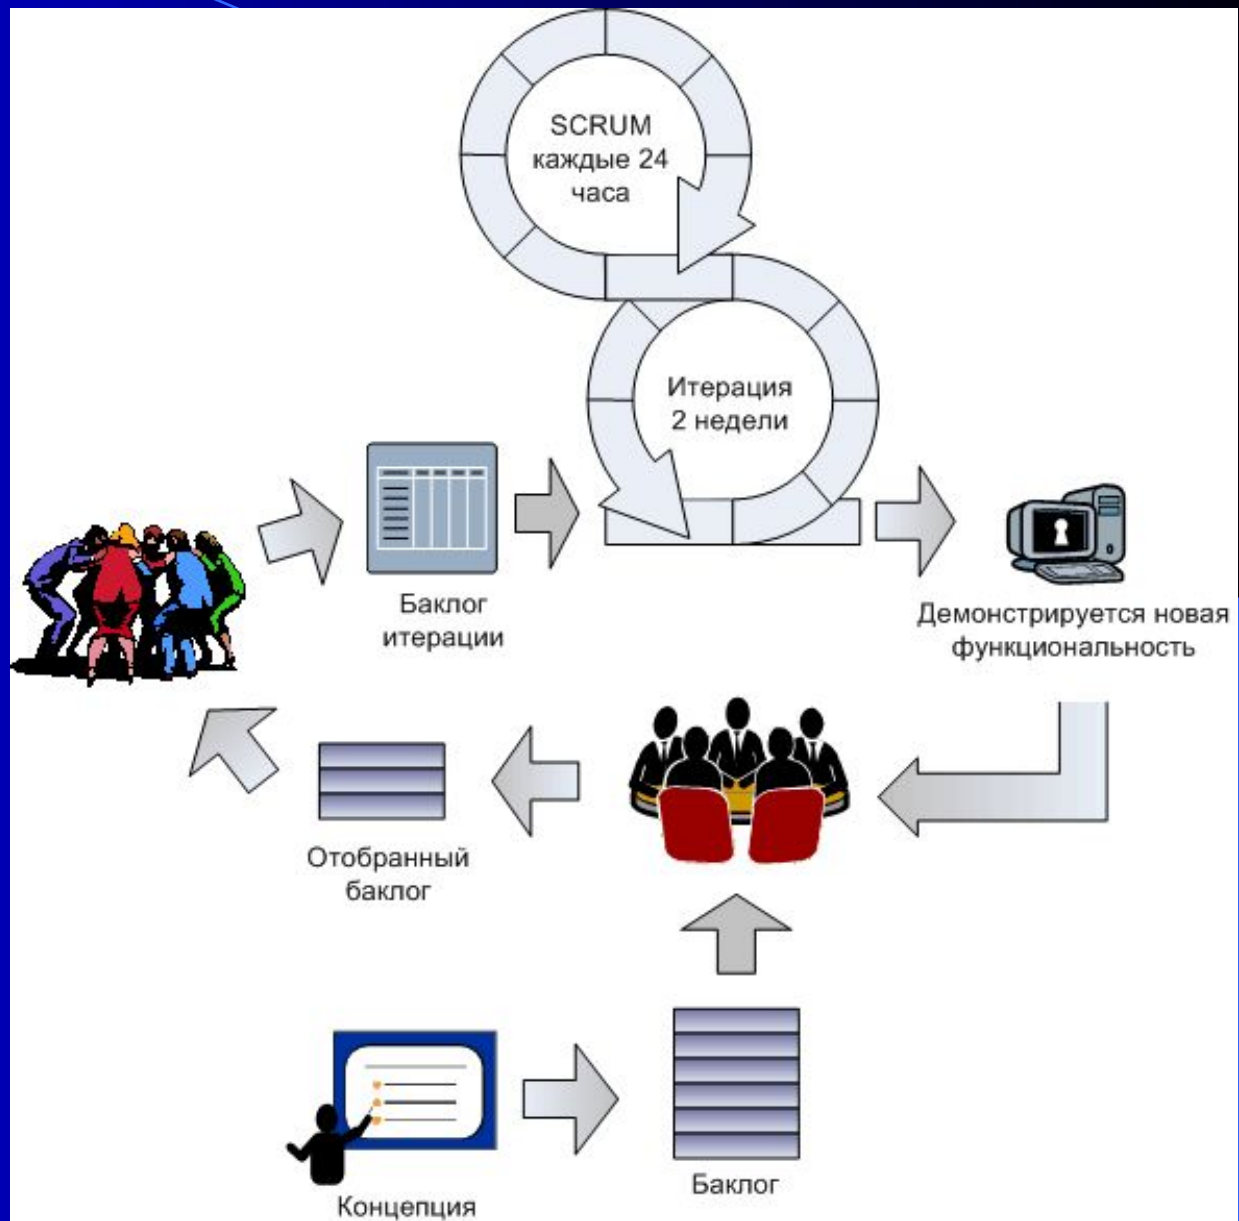 SCRUM
каждые 24
часа
Итерация
2 недели
Баклог
итерации
Демонстрируется новая
функциональность
Отобранный
баклог
Концепция
Баклог